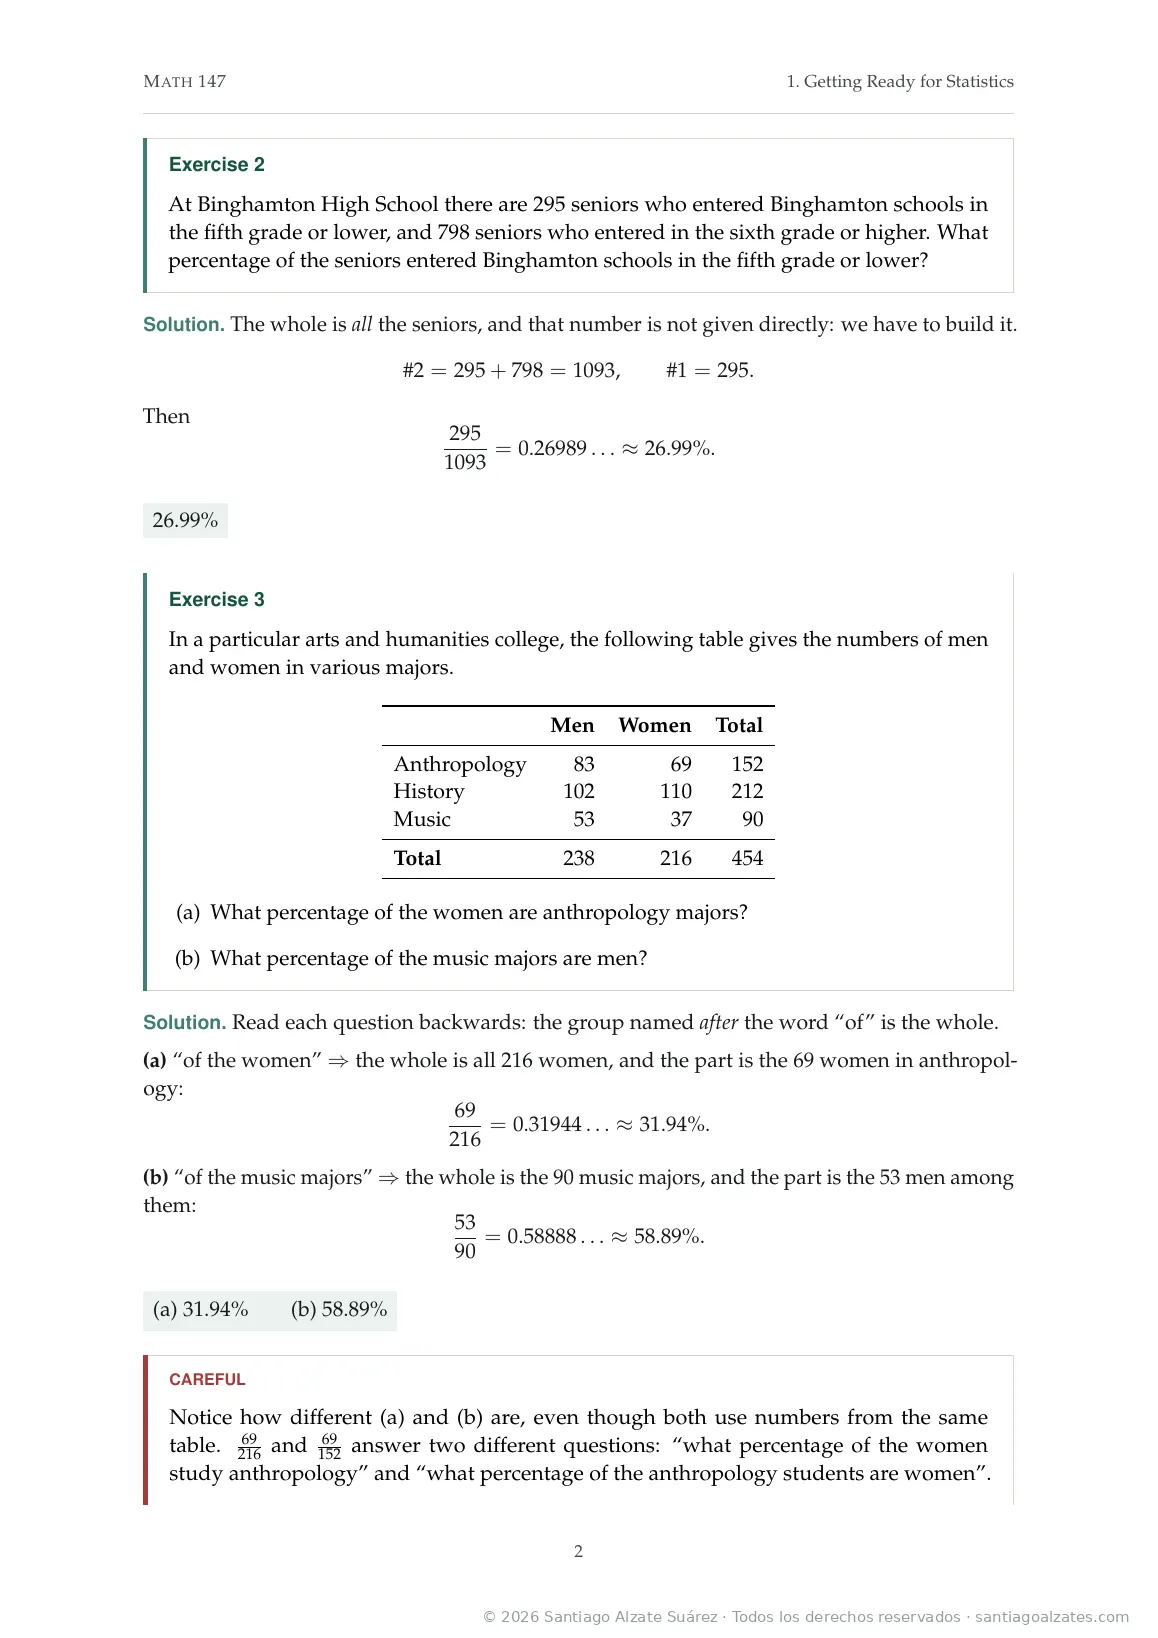 MATH 147 1. Getting Ready for Statistics
Exercise 2
At Binghamton High School there are 295 seniors who entered Binghamton schools in
the fifth grade or lower, and 798 seniors who entered in the sixth grade or higher. What
percentage of the seniors entered Binghamton schools in the fifth grade or lower?
Solution. The whole is all the seniors, and that number is not given directly: we have to build it.
#2 = 295 + 798 = 1093, #1 = 295.
Then
295/1093 = 0.26989 . . . ≈ 26.99%.
26.99%
Exercise 3
In a particular arts and humanities college, the following table gives the numbers of men
and women in various majors.
Men Women Total
Anthropology 83 69 152
History 102 110 212
Music 53 37 90
Total 238 216 454
(a) What percentage of the women are anthropology majors?
(b) What percentage of the music majors are men?
Solution. Read each question backwards: the group named after the word “of” is the whole.
(a) “of the women” ⇒ the whole is all 216 women, and the part is the 69 women in anthropol-
ogy:
69/216 = 0.31944 . . . ≈ 31.94%.
(b) “of the music majors” ⇒ the whole is the 90 music majors, and the part is the 53 men among
them:
53/90 = 0.58888 . . . ≈ 58.89%.
(a) 31.94% (b) 58.89%
CAREFUL
Notice how different (a) and (b) are, even though both use numbers from the same
table. 69/216 and 69/152 answer two different questions: “what percentage of the women
study anthropology” and “what percentage of the anthropology students are women”.
2
© 2026 Santiago Alzate Suárez · Todos los derechos reservados · santiagoalzates.com